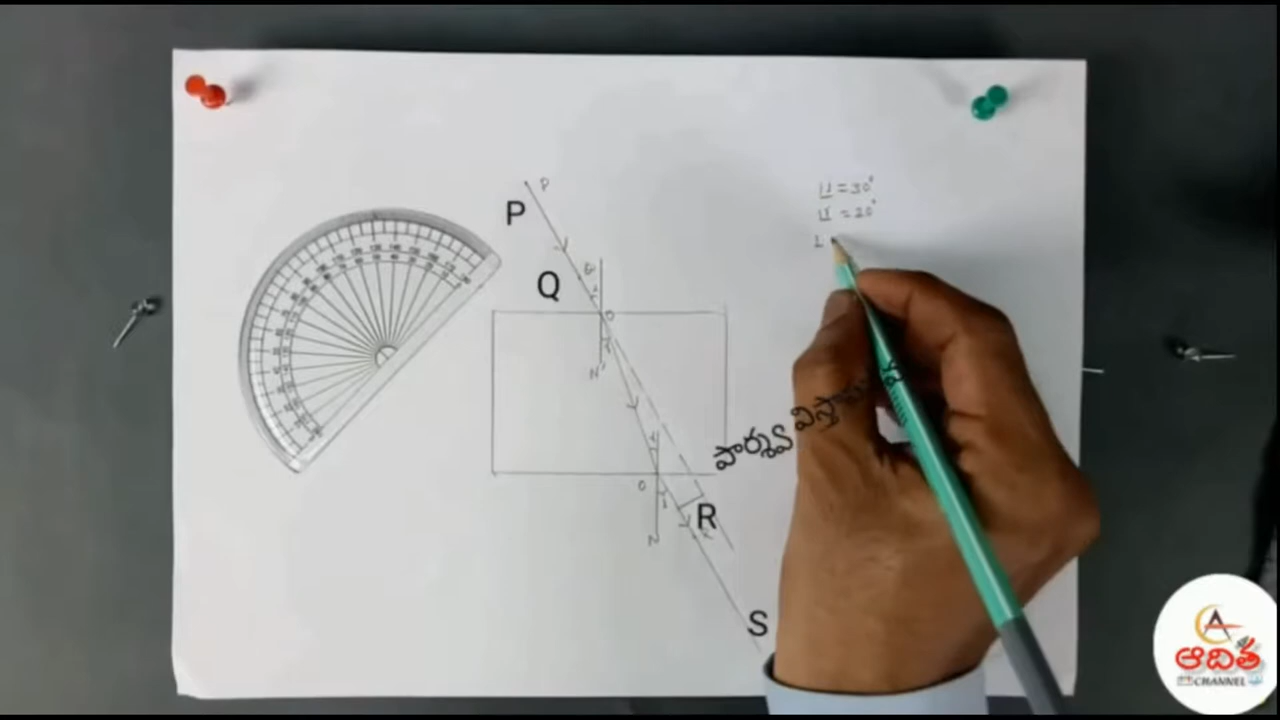 P
P
∠i = 30°
∠r = 20°
∠
Q
Q
O
r
N'
పార్శ్వ విస్తాపనం
O
R
N
S
ఆదిత్య
CHANNEL